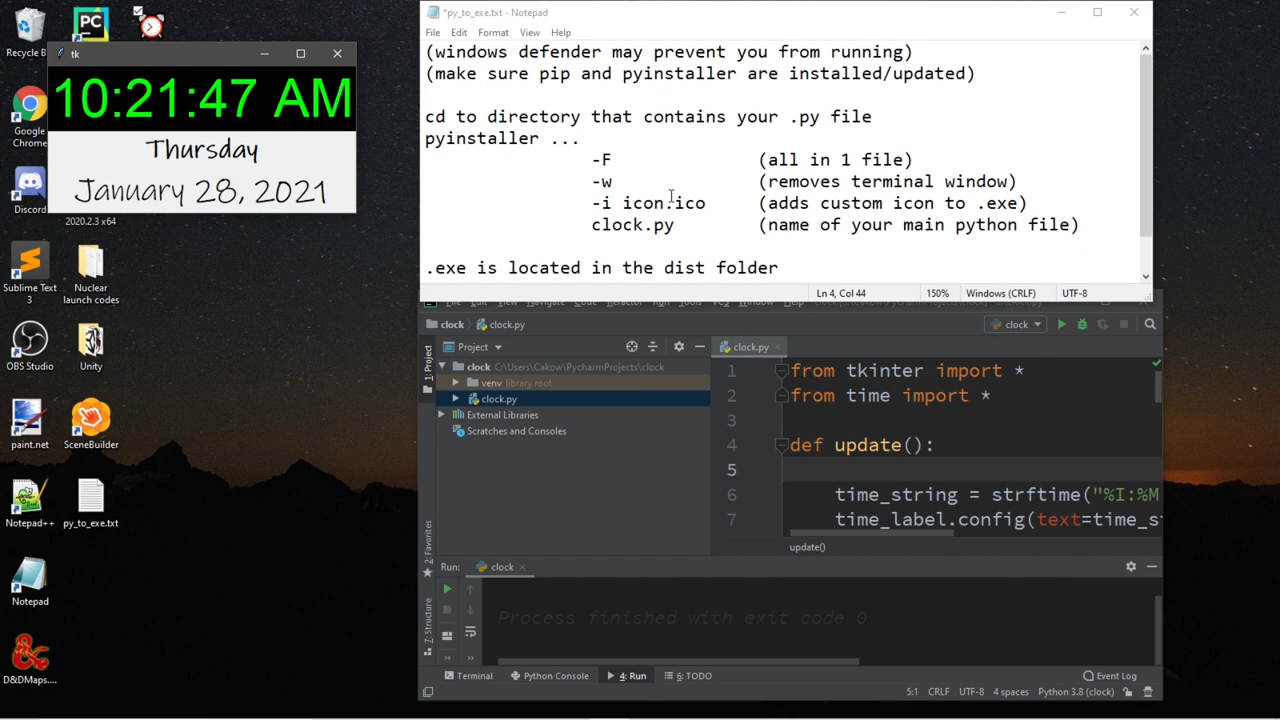 Recycle Bin
Google
Chrome
Discord
2020.2.3 x64
Sublime Text
3
Nuclear
launch codes
OBS Studio
Unity
paint.net
SceneBuilder
Notepad++
py_to_exe.txt
Notepad
D&DMaps....
PC
tk
10:21:47 AM
Thursday
January 28, 2021
*py_to_exe.txt - Notepad
File Edit Format View Help
(windows defender may prevent you from running)
(make sure pip and pyinstaller are installed/updated)
cd to directory that contains your .py file
pyinstaller ...
-F (all in 1 file)
-w (removes terminal window)
-i icon.ico (adds custom icon to .exe)
clock.py (name of your main python file)
.exe is located in the dist folder
Ln 4, Col 44 150% Windows (CRLF) UTF-8
clock clock.py clock
Project clock.py
1: Project
clock C:\Users\Cakow\PycharmProjects\clock
venv library root
clock.py
External Libraries
Scratches and Consoles
1 from tkinter import *
2 from time import *
3
4 def update():
5
6 time_string = strftime("%I:%M
7 time_label.config(text=time_st
update()
2: Favorites
7: Structure
Run: clock
Process finished with exit code 0
Terminal Python Console 4: Run 6: TODO Event Log
5:1 CRLF UTF-8 4 spaces Python 3.8 (clock)